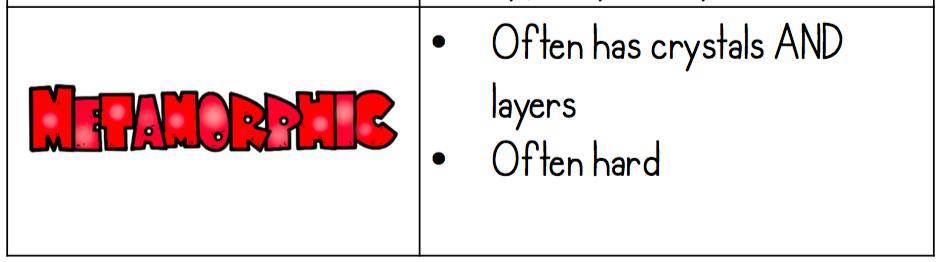 METAMORPHIC
• Often has crystals AND
layers
• Often hard